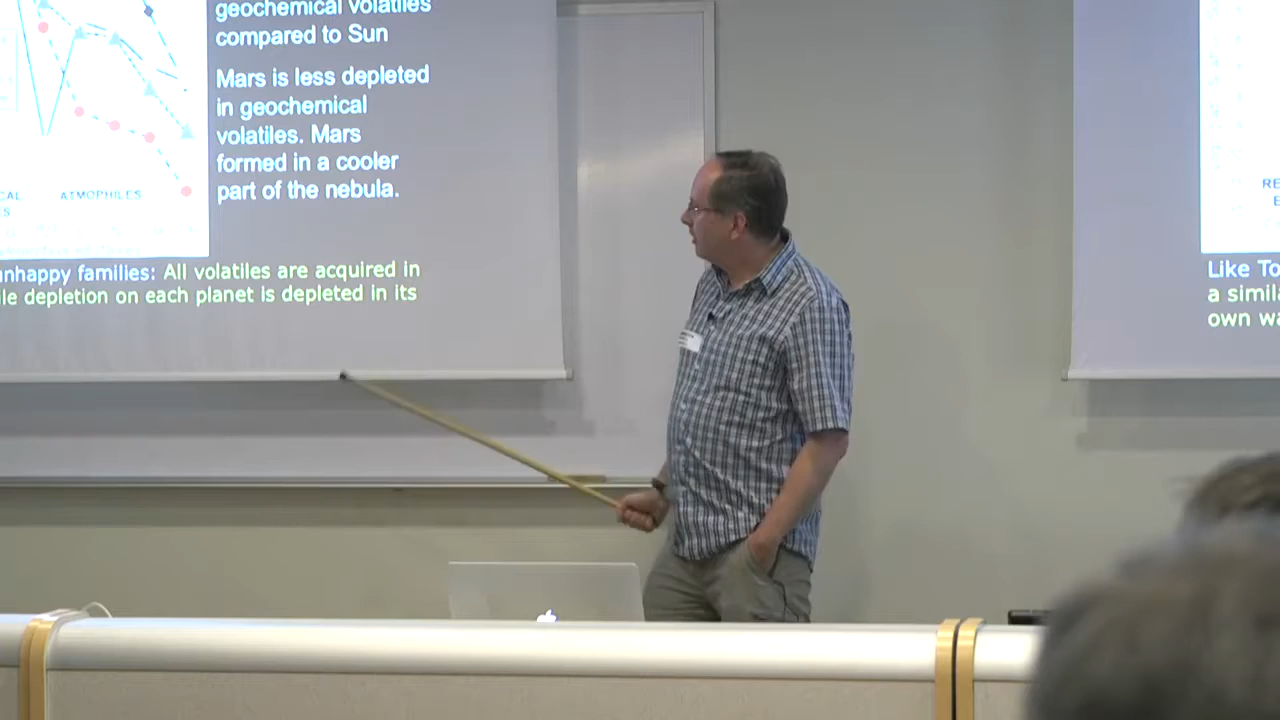 geochemical volatiles
compared to Sun
Mars is less depleted
in geochemical
volatiles. Mars
formed in a cooler
part of the nebula.
ATMOPHILES
unhappy families: All volatiles are acquired in
depletion on each planet is depleted in its
Like To
a simil
own wa